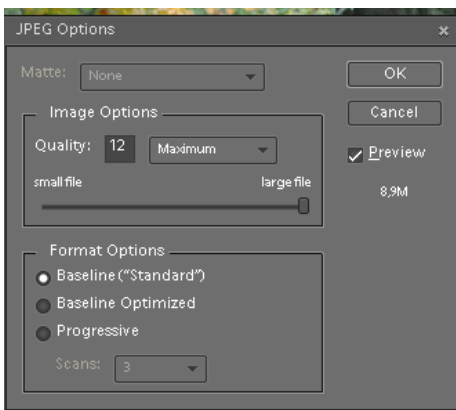 JPEG Options
Matte: None
OK
Image Options
Cancel
Quality: 12 Maximum
Preview
small file large file
8,9M
Format Options
Baseline ("Standard")
Baseline Optimized
Progressive
Scans: 3